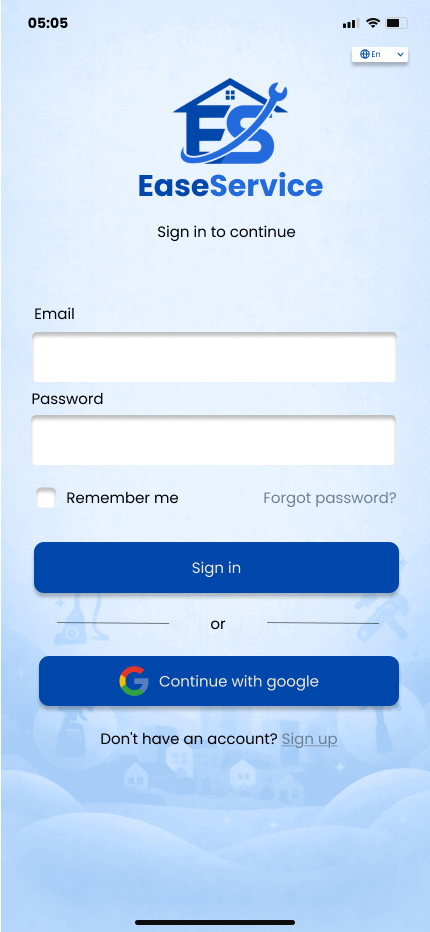 05:05
En
ES
EaseService
Sign in to continue
Email
Password
Remember me
Forgot password?
Sign in
or
Continue with google
Don't have an account? Sign up